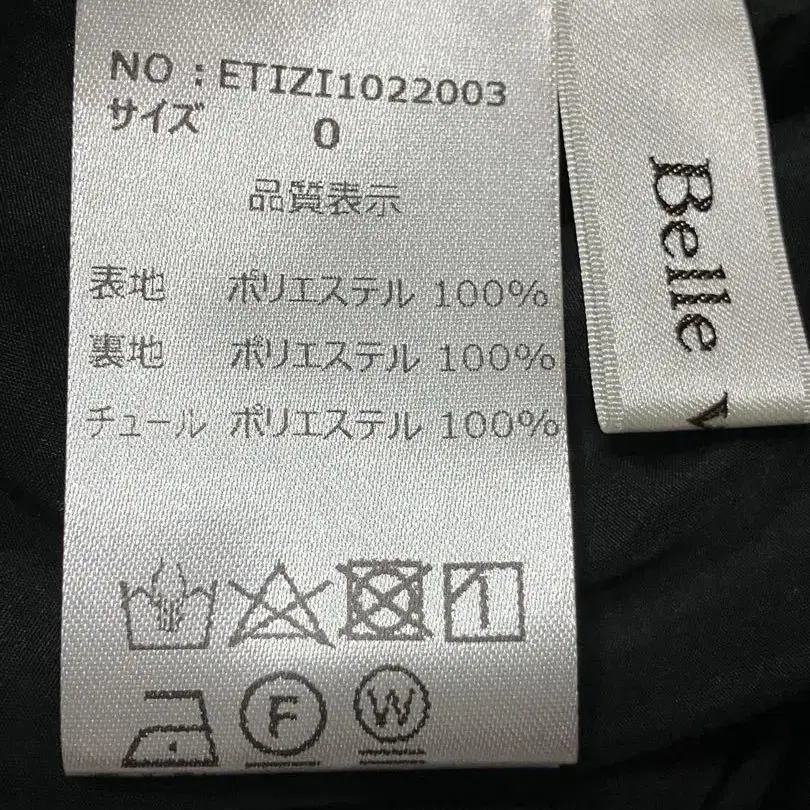 NO：ETIZI1022003
サイズ 0
品質表示
表地 ポリエステル 100%
裏地 ポリエステル 100%
チュール ポリエステル 100%
F
W
Belle